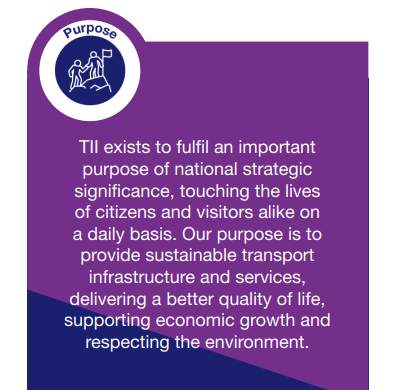 Purpose
TII exists to fulfil an important
purpose of national strategic
significance, touching the lives
of citizens and visitors alike on
a daily basis. Our purpose is to
provide sustainable transport
infrastructure and services,
delivering a better quality of life,
supporting economic growth and
respecting the environment.